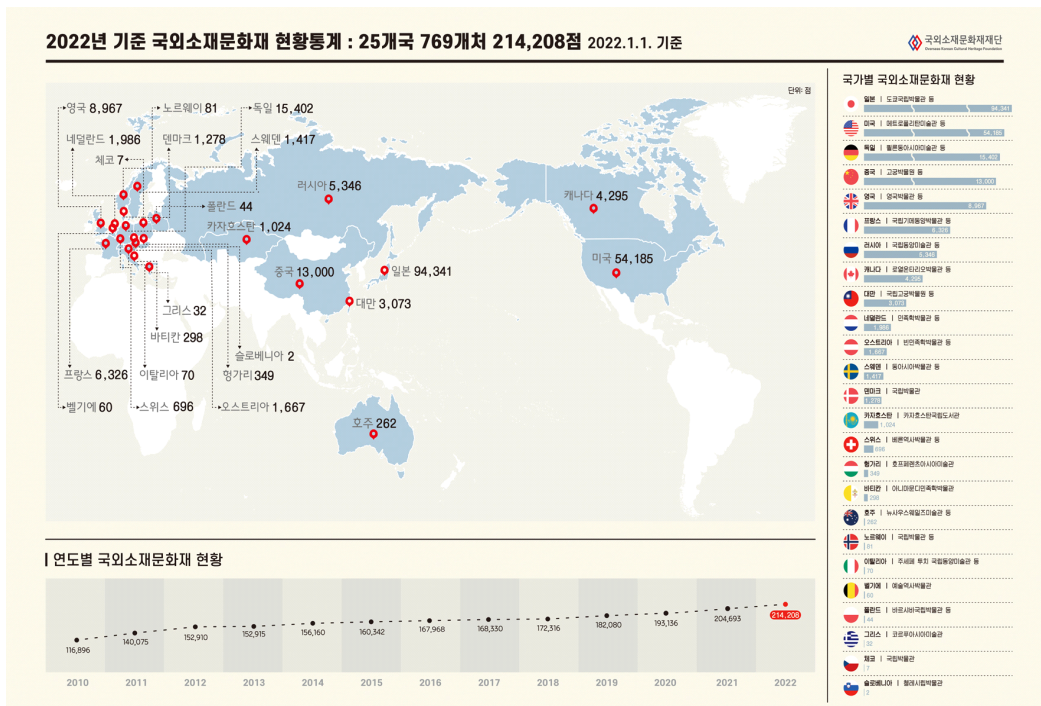 2022년 기준 국외소재문화재 현황통계 : 25개국 769개처 214,208점 2022.1.1. 기준
국외소재문화재재단
Overseas Korean Cultural Heritage Foundation
단위: 점
영국 8,967
노르웨이 81
독일 15,402
네덜란드 1,986
덴마크 1,278
스웨덴 1,417
체코 7
러시아 5,346
캐나다 4,295
폴란드 44
카자흐스탄 1,024
미국 54,185
중국 13,000
일본 94,341
대만 3,073
그리스 32
바티칸 298
슬로베니아 2
프랑스 6,326
이탈리아 70
헝가리 349
벨기에 60
스위스 696
오스트리아 1,667
호주 262
연도별 국외소재문화재 현황
116,896
140,075
152,910
152,915
156,160
160,342
167,968
168,330
172,316
182,080
193,136
204,693
214,208
2010 2011 2012 2013 2014 2015 2016 2017 2018 2019 2020 2021 2022
국가별 국외소재문화재 현황
일본 | 도쿄국립박물관 등
94,341
미국 | 메트로폴리탄미술관 등
54,185
독일 | 쾰른동아시아미술관 등
15,402
중국 | 고궁박물원 등
13,000
영국 | 영국박물관 등
8,967
프랑스 | 국립기메동양박물관 등
6,326
러시아 | 국립동양미술관 등
5,346
캐나다 | 로열온타리오박물관 등
4,295
대만 | 국립고궁박물원 등
3,073
네덜란드 | 민족학박물관 등
1,986
오스트리아 | 빈민족학박물관 등
1,667
스웨덴 | 동아시아박물관 등
1,417
덴마크 | 국립박물관
1,278
카자흐스탄 | 카자흐스탄국립도서관
1,024
스위스 | 베른역사박물관 등
696
헝가리 | 호프페렌츠아시아미술관
349
바티칸 | 아니마문디민족학박물관
298
호주 | 뉴사우스웨일즈미술관 등
262
노르웨이 | 국립박물관 등
81
이탈리아 | 주세페 투치 국립동양미술관 등
70
벨기에 | 예술역사박물관
60
폴란드 | 바르샤바국립박물관 등
44
그리스 | 코르푸아시아미술관
32
체코 | 국립박물관
7
슬로베니아 | 첼레시립박물관
2